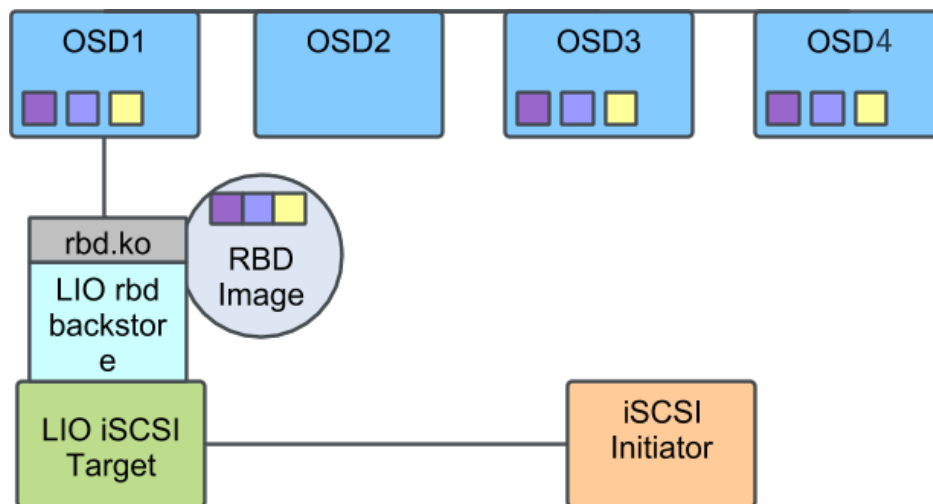 OSD1
OSD2
OSD3
OSD4
rbd.ko
LIO rbd
backstor
e
RBD
Image
LIO iSCSI
Target
iSCSI
Initiator